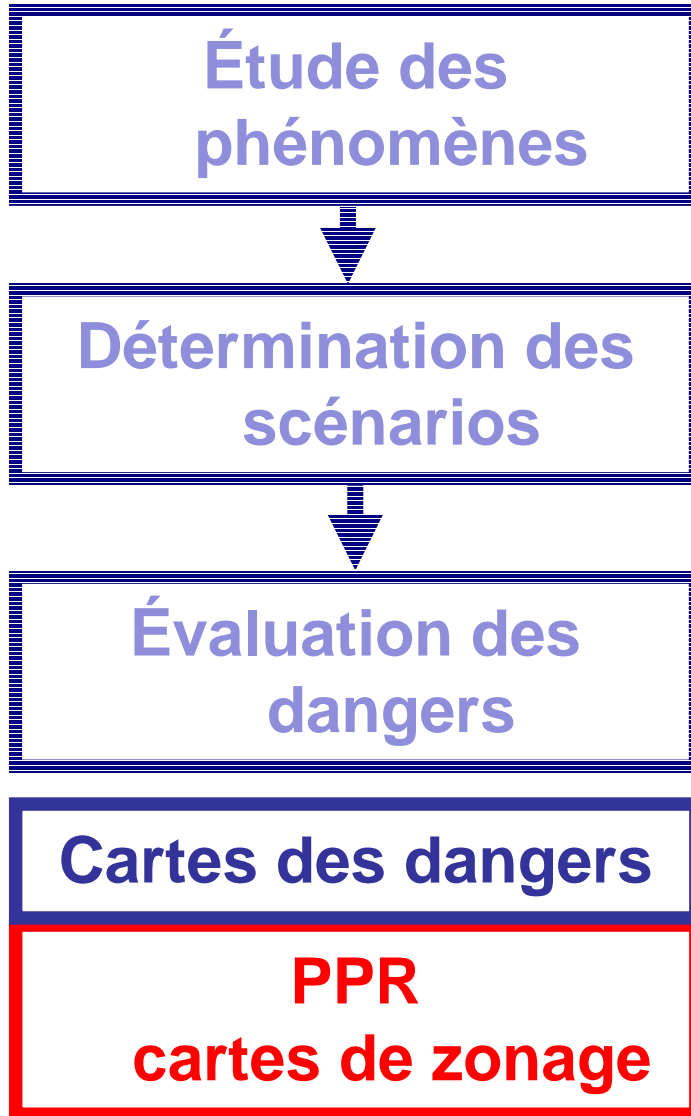 Étude des
phénomènes
Détermination des
scénarios
Évaluation des
dangers
Cartes des dangers
PPR
cartes de zonage